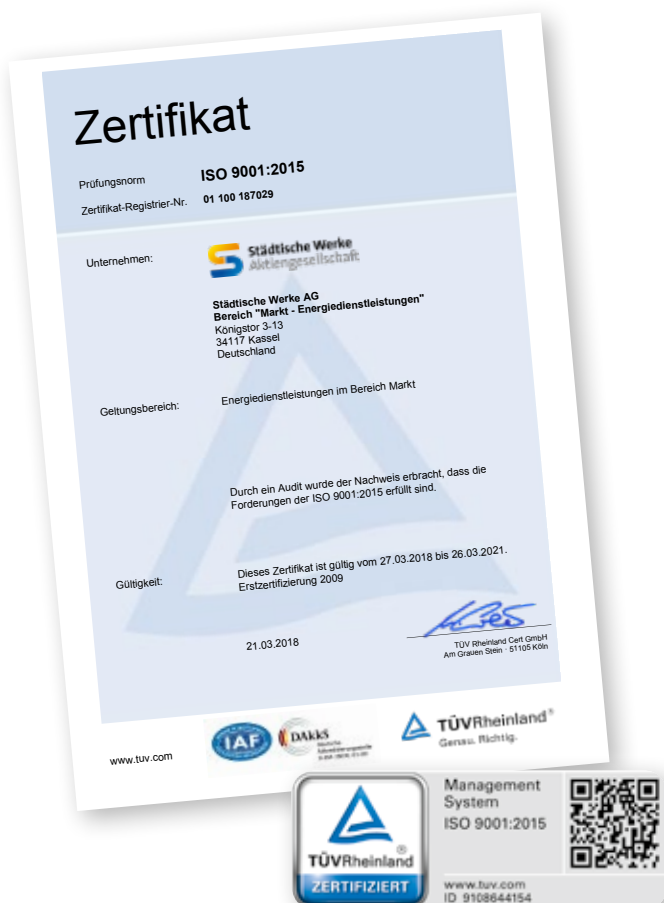 Zertifikat
Prüfungsnorm ISO 9001:2015
Zertifikat-Registrier-Nr. 01 100 187029
Unternehmen:
Städtische Werke
Aktiengesellschaft
Städtische Werke AG
Bereich "Markt - Energiedienstleistungen"
Königstor 3-13
34117 Kassel
Deutschland
Geltungsbereich: Energiedienstleistungen im Bereich Markt
Durch ein Audit wurde der Nachweis erbracht, dass die
Forderungen der ISO 9001:2015 erfüllt sind.
Gültigkeit: Dieses Zertifikat ist gültig vom 27.03.2018 bis 26.03.2021.
Erstzertifizierung 2009
21.03.2018
TÜV Rheinland Cert GmbH
Am Grauen Stein · 51105 Köln
www.tuv.com
IAF
DAkkS
Deutsche
Akkreditierungsstelle
TÜVRheinland®
Genau. Richtig.
TÜVRheinland®
ZERTIFIZIERT
Management
System
ISO 9001:2015
www.tuv.com
ID 9108644154